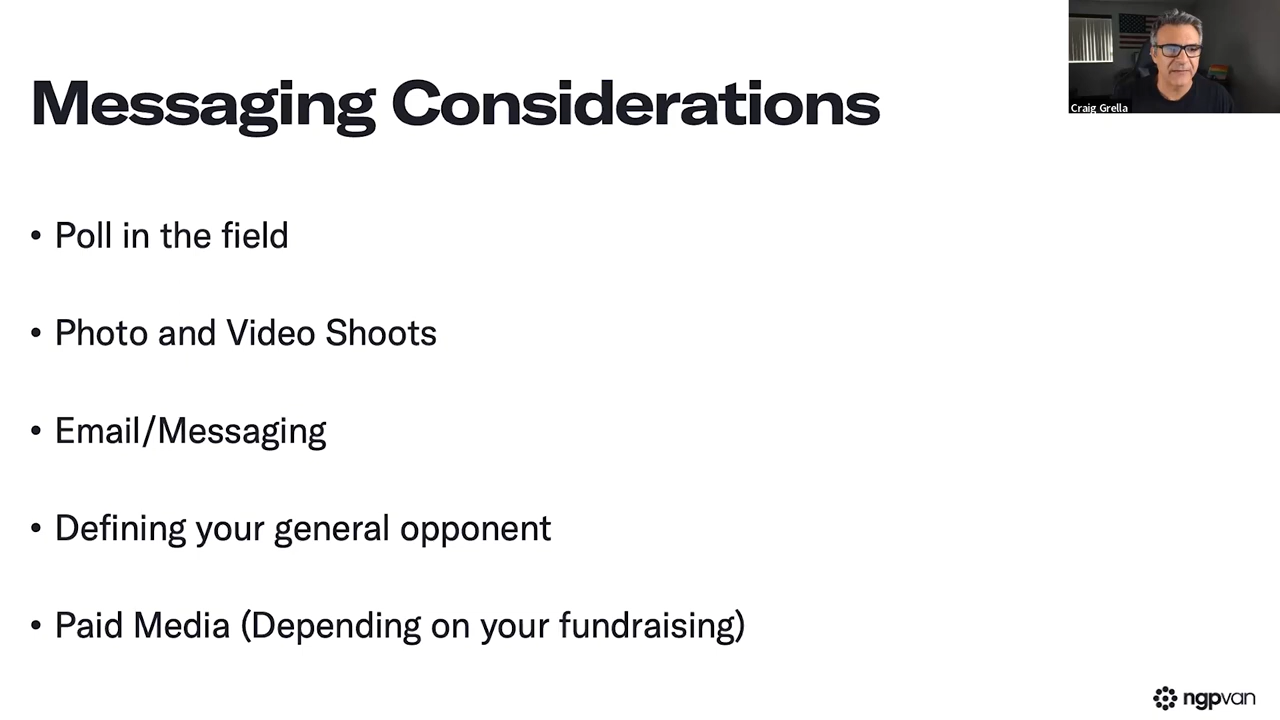 Messaging Considerations
Craig Grella
• Poll in the field
• Photo and Video Shoots
• Email/Messaging
• Defining your general opponent
• Paid Media (Depending on your fundraising)
ngpvan